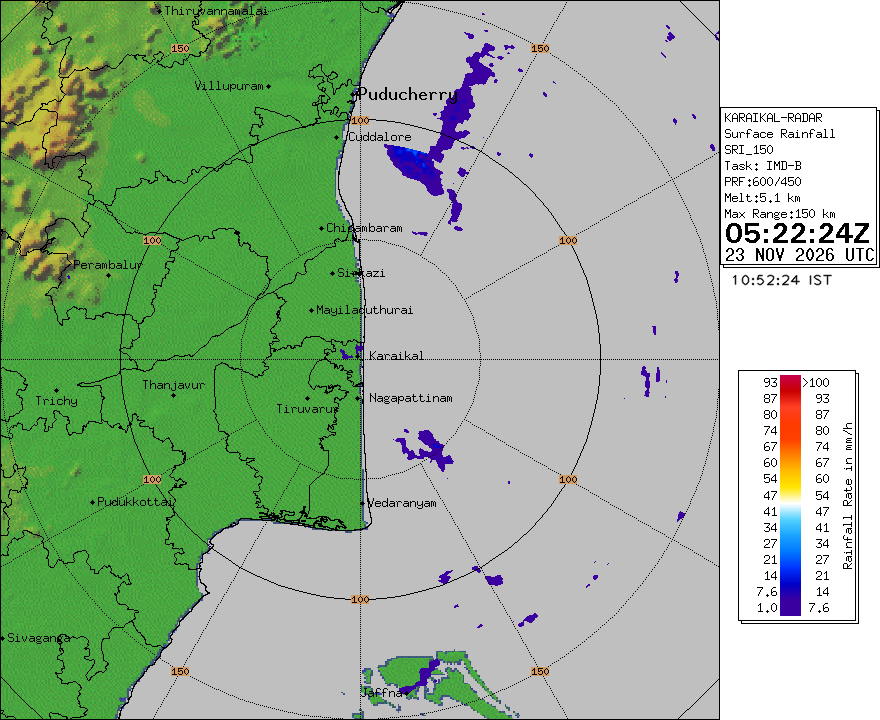 Thiruvannamalai
150
150
Villupuram
Puducherry
100
Cuddalore
Chidambaram
100
100
Perambalur
Sirkazi
Mayiladuthurai
Karaikal
Thanjavur
Trichy
Tiruvarur
Nagapattinam
100
100
Pudukkottai
Vedaranyam
100
Sivaganga
150
150
Jaffna
KARAIKAL-RADAR
Surface Rainfall
SRI_150
Task: IMD-B
PRF:600/450
Melt:5.1 km
Max Range:150 km
05:22:24Z
23 NOV 2026 UTC
10:52:24 IST
93 >100
87 93
80 87
74 80
67 74
60 67
54 60
47 54
41 47
34 41
27 34
21 27
14 21
7.6 14
1.0 7.6
Rainfall Rate in mm/h